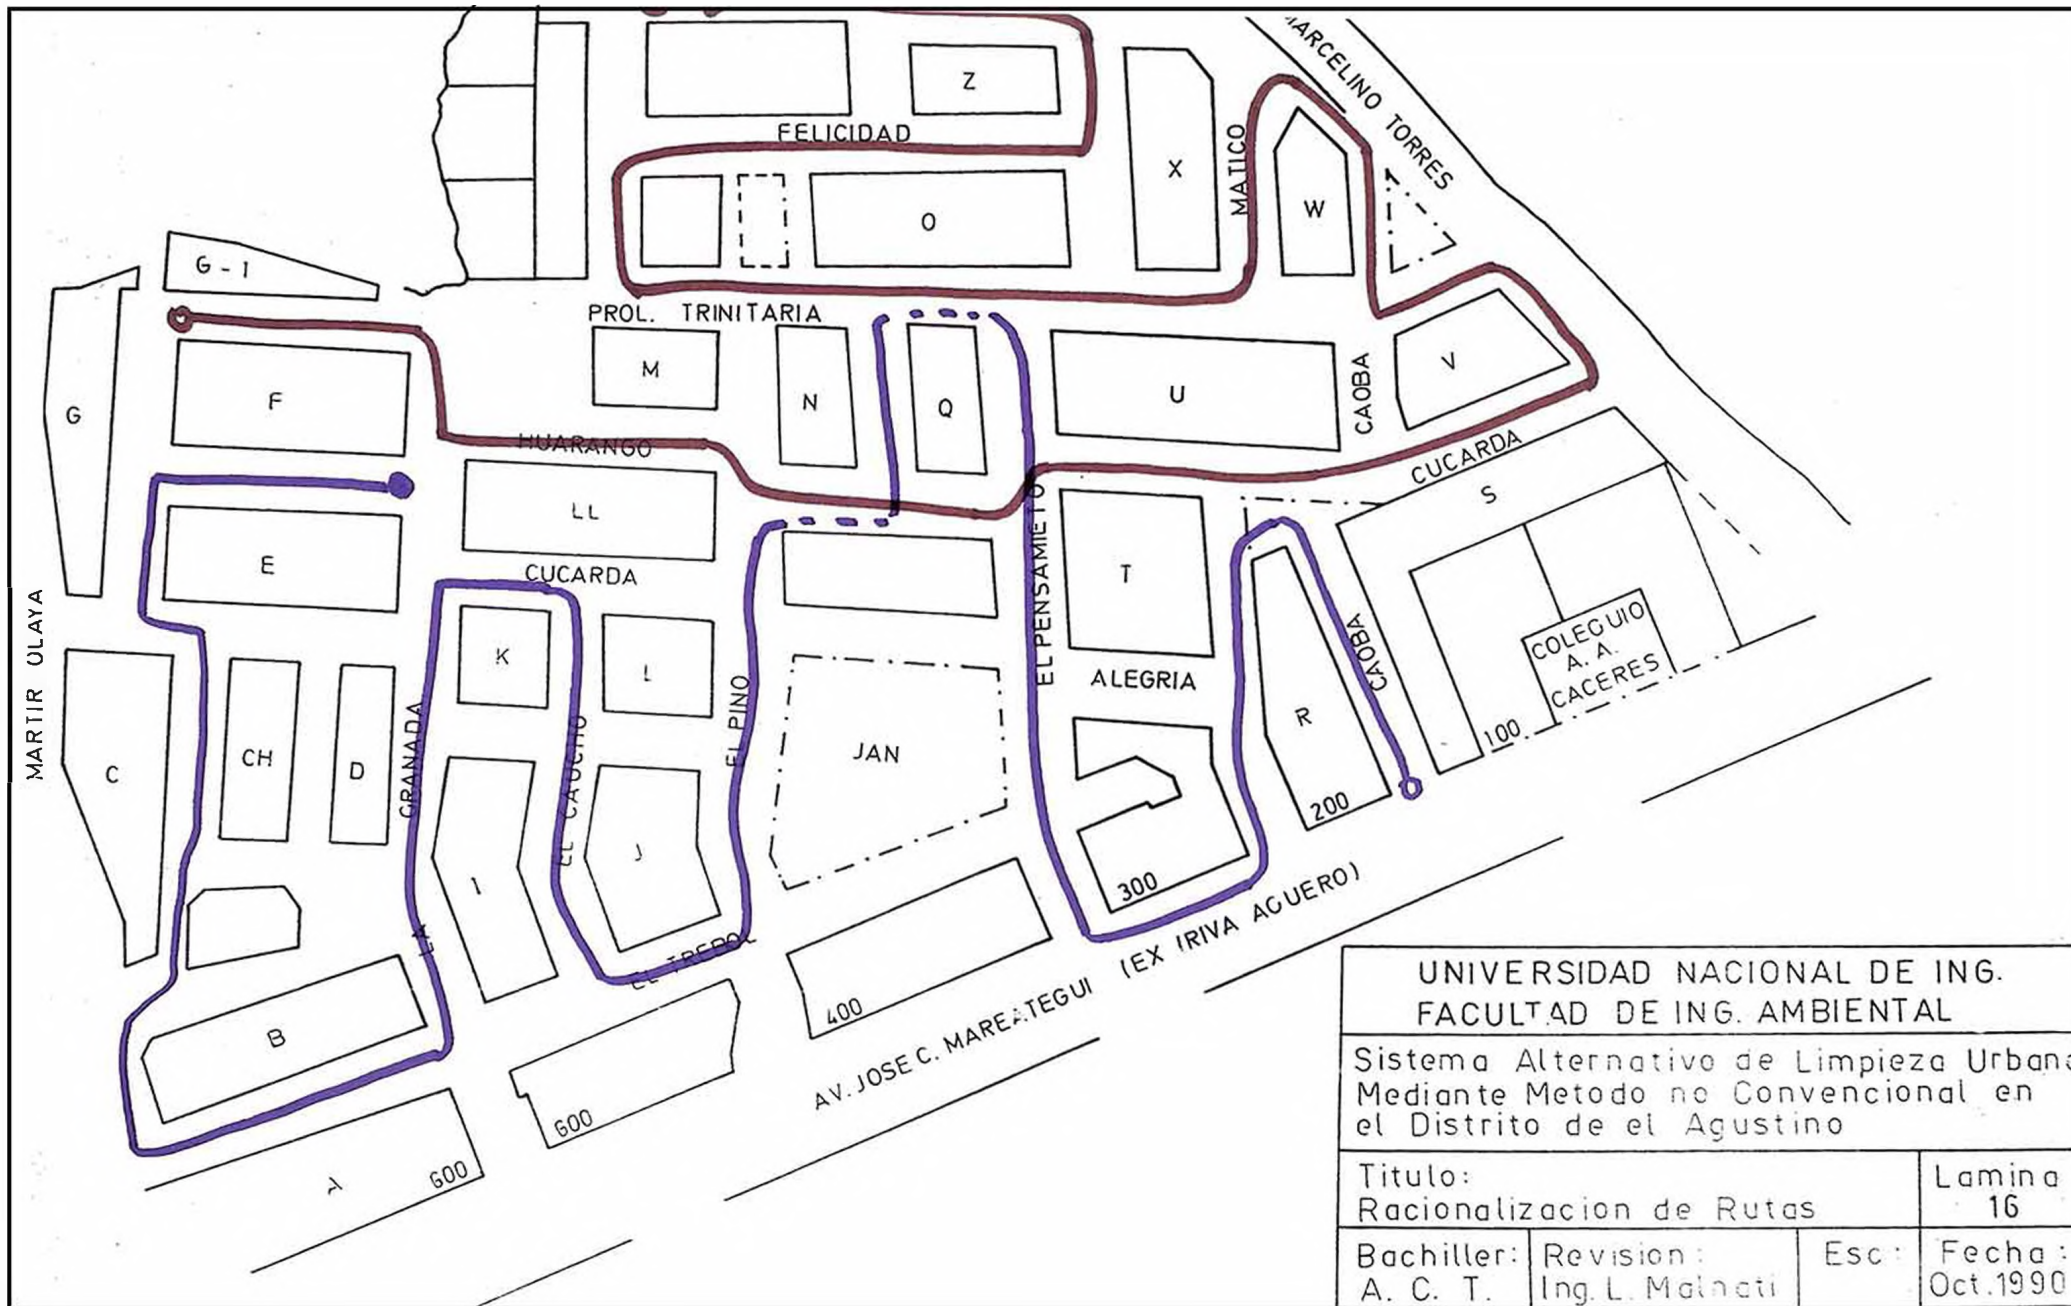 MARCELINO TORRES
Z
FELICIDAD
X
MATICO
W
O
G-1
PROL. TRINITARIA
G
F
M
N
Q
U
CAOBA
V
HUARANGO
CUCARDA
LL
S
E
CUCARDA
T
EL PENSAMIETO
COLEGUIO
A. A.
CACERES
MARTIR OLAYA
K
L
EL PINO
ALEGRIA
CAOBA
R
100
C
CH
D
LA GRANADA
EL CAUCHO
JAN
200
I
J
300
EL TREBOL
B
400
AV. JOSE C. MAREATEGUI (EX (RIVA AGUERO)
600
A
600
UNIVERSIDAD NACIONAL DE ING.
FACULTAD DE ING. AMBIENTAL
Sistema Alternativo de Limpieza Urbana
Mediante Metodo no Convencional en
el Distrito de el Agustino
Titulo:
Racionalizacion de Rutas
Lamina
16
Bachiller:
A. C. T.
Revision:
Ing. L. Malnati
Esc:
Fecha:
Oct.1990